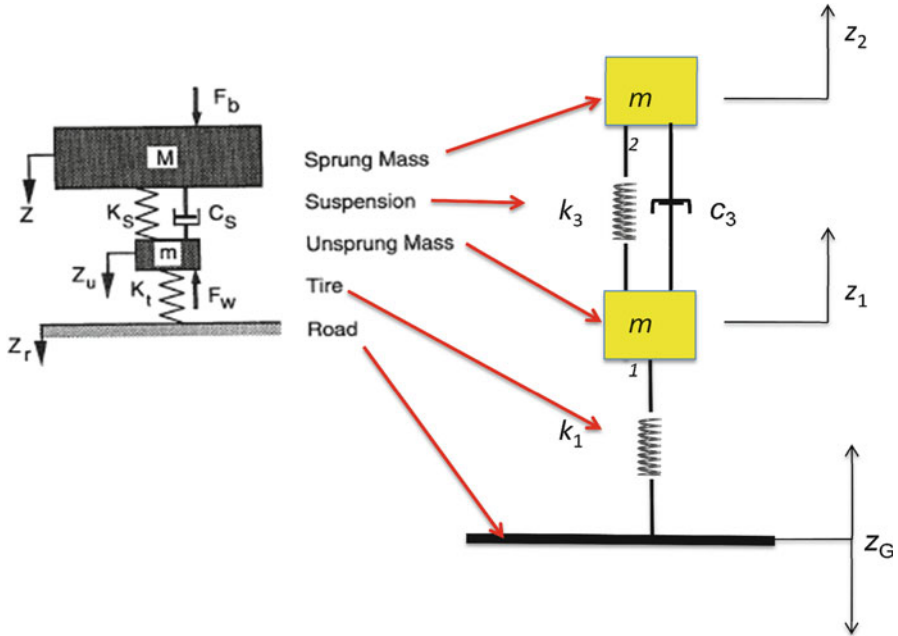 F_b
M
Z
K_S
C_S
m
Z_u
K_t
F_w
Z_r
Sprung Mass
Suspension
Unsprung Mass
Tire
Road
m
2
z_2
k_3
c_3
m
1
z_1
k_1
z_G